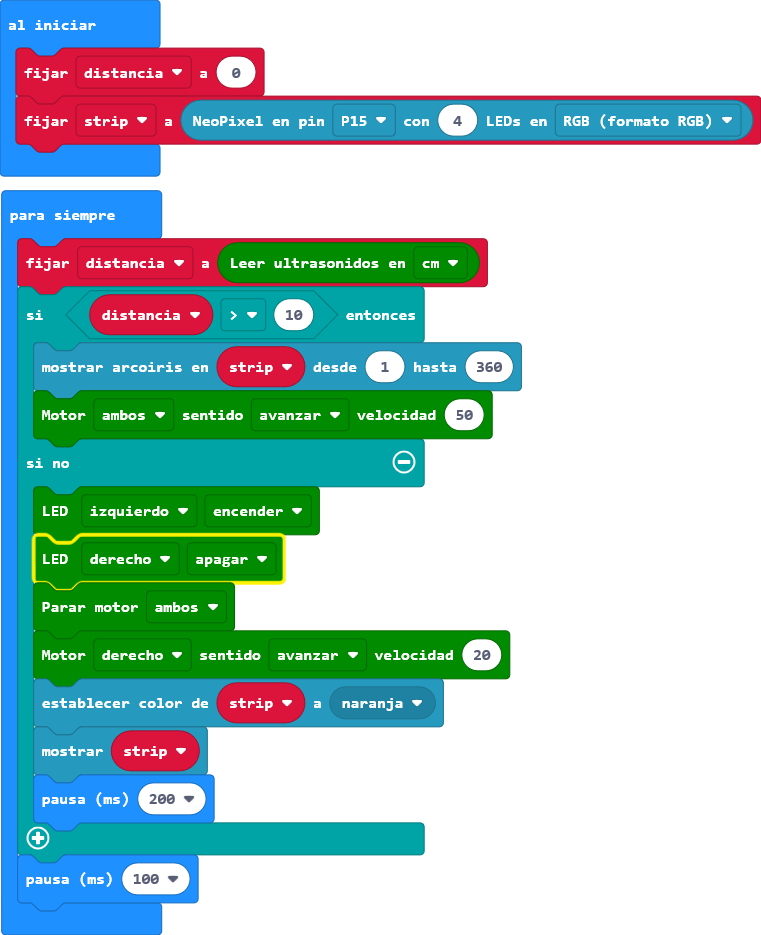 al iniciar
fijar distancia a 0
fijar strip a NeoPixel en pin P15 con 4 LEDs en RGB (formato RGB)
para siempre
fijar distancia a Leer ultrasonidos en cm
si distancia > 10 entonces
mostrar arcoiris en strip desde 1 hasta 360
Motor ambos sentido avanzar velocidad 50
si no
LED izquierdo encender
LED derecho apagar
Parar motor ambos
Motor derecho sentido avanzar velocidad 20
establecer color de strip a naranja
mostrar strip
pausa (ms) 200
pausa (ms) 100